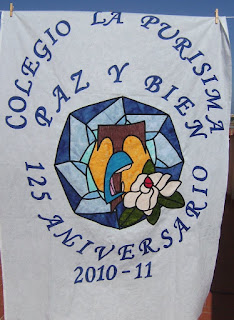 COLEGIO LA PURISIMA
PAZ Y BIEN
125 ANIVERSARIO
2010-11